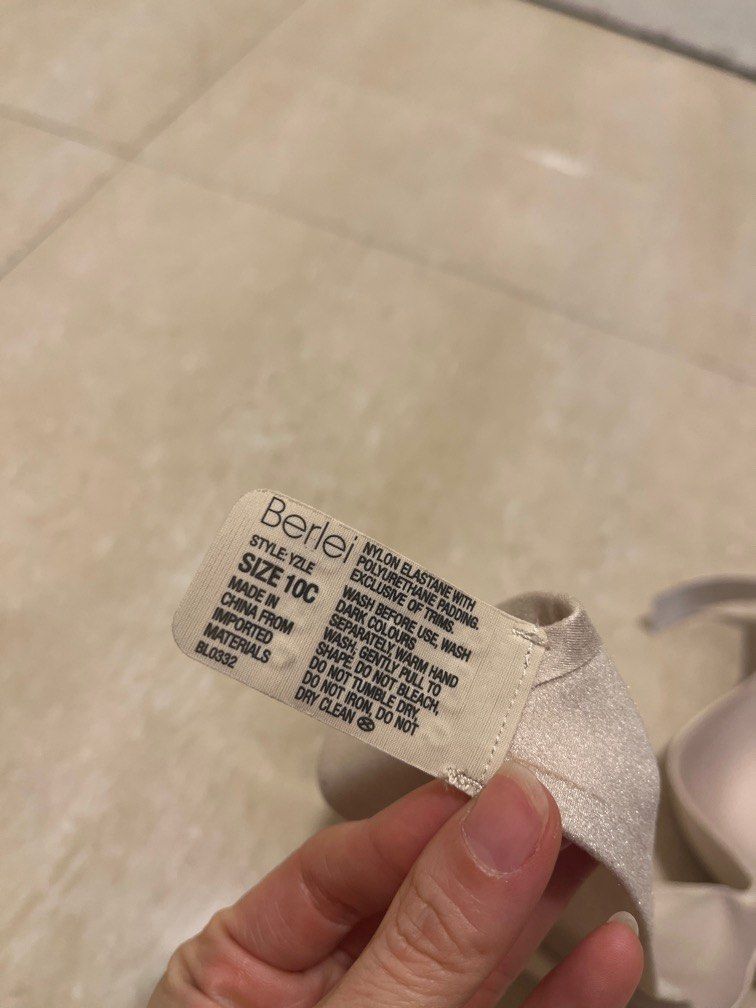 Berlei
STYLE: YZLE
SIZE 10C
MADE IN
CHINA FROM
IMPORTED
MATERIALS
BL0332
NYLON ELASTANE WITH
POLYURETHANE PADDING.
EXCLUSIVE OF TRIMS.
WASH BEFORE USE, WASH
DARK COLOURS
SEPARATELY. WARM HAND
WASH, GENTLY PULL TO
SHAPE. DO NOT BLEACH,
DO NOT TUMBLE DRY,
DO NOT IRON, DO NOT
DRY CLEAN